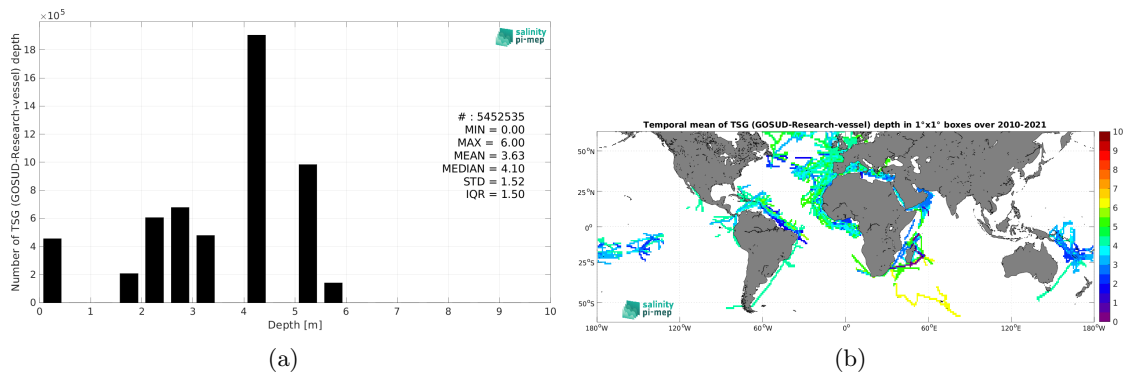 ×10⁵
18
16
14
12
10
8
6
4
2
0
Number of TSG (GOSUD-Research-vessel) depth
0 1 2 3 4 5 6 7 8 9 10
Depth [m]
salinity
pi-mep
# : 5452535
MIN = 0.00
MAX = 6.00
MEAN = 3.63
MEDIAN = 4.10
STD = 1.52
IQR = 1.50
(a)
Temporal mean of TSG (GOSUD-Research-vessel) depth in 1°x1° boxes over 2010-2021
50°N
25°N
0°
25°S
50°S
180°W 120°W 60°W 0° 60°E 120°E 180°W
salinity
pi-mep
10
9
8
7
6
5
4
3
2
1
0
(b)